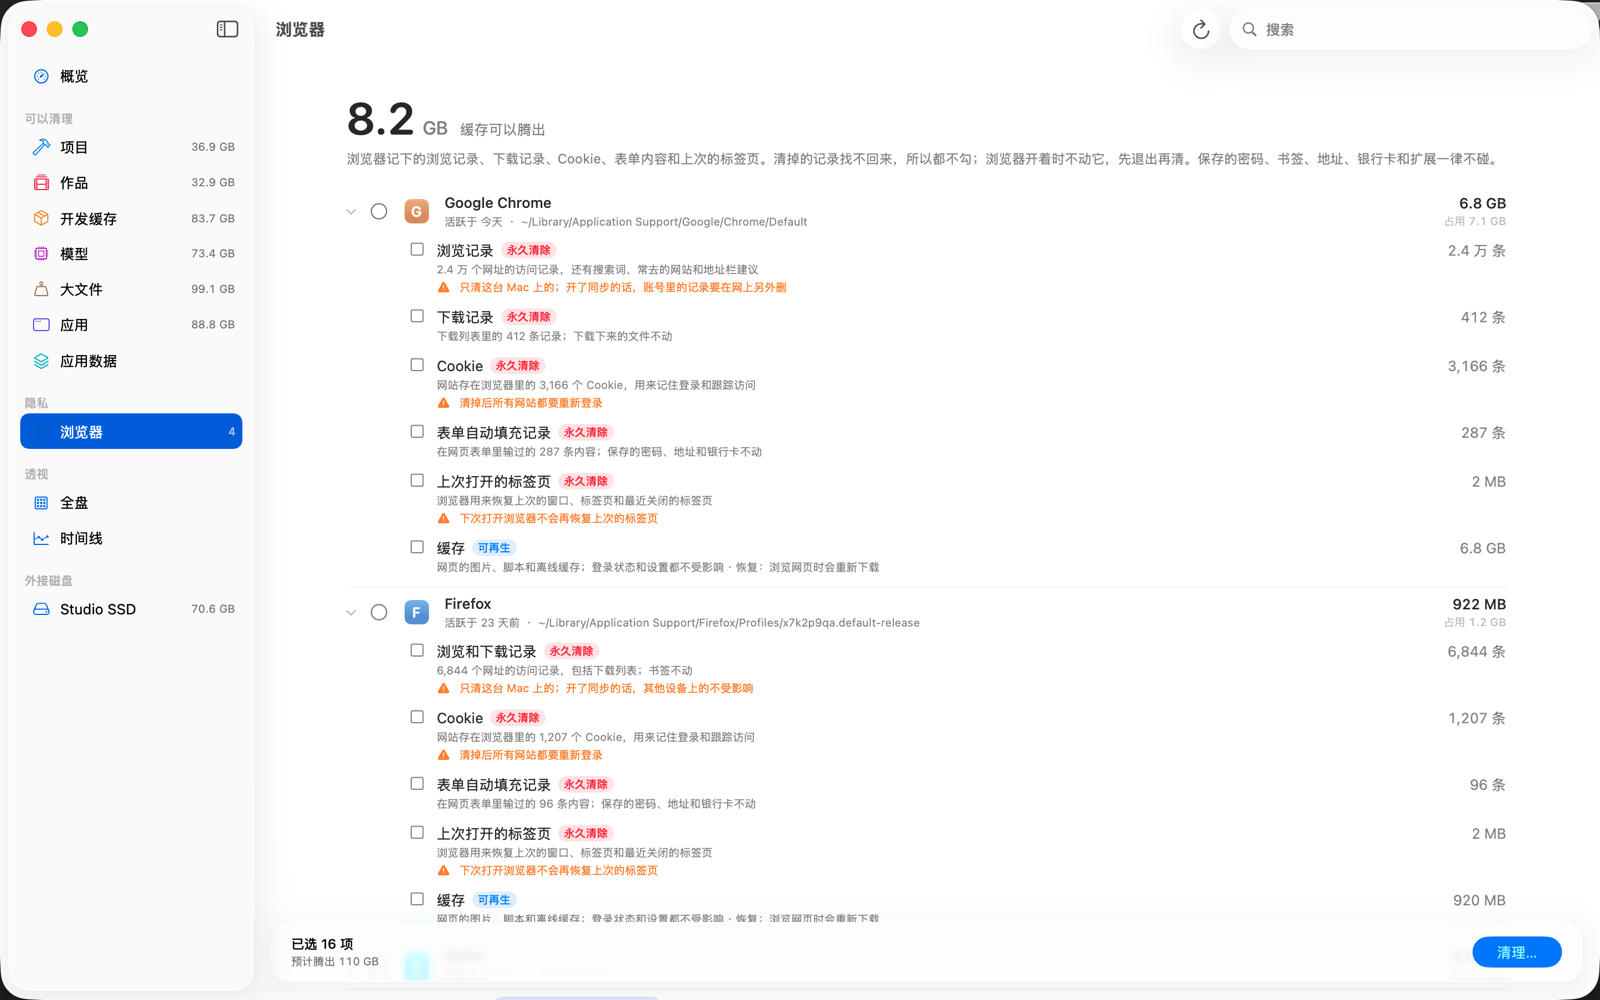 浏览器
搜索
概览
可以清理
项目 36.9 GB
作品 32.9 GB
开发缓存 83.7 GB
模型 73.4 GB
大文件 99.1 GB
应用 88.8 GB
应用数据
隐私
浏览器 4
透视
全盘
时间线
外接磁盘
Studio SSD 70.6 GB
8.2 GB 缓存可以腾出
浏览器记下的浏览记录、下载记录、Cookie、表单内容和上次的标签页。清掉的记录找不回来，所以都不勾；浏览器开着时不动它，先退出再清。保存的密码、书签、地址、银行卡和扩展一律不碰。
G Google Chrome 6.8 GB
活跃于 今天 · ~/Library/Application Support/Google/Chrome/Default 占用 7.1 GB
浏览记录 永久清除 2.4 万 条
2.4 万 个网址的访问记录，还有搜索词、常去的网站和地址栏建议
只清这台 Mac 上的；开了同步的话，账号里的记录要在网上另外删
下载记录 永久清除 412 条
下载列表里的 412 条记录；下载下来的文件不动
Cookie 永久清除 3,166 条
网站存在浏览器里的 3,166 个 Cookie，用来记住登录和跟踪访问
清掉后所有网站都要重新登录
表单自动填充记录 永久清除 287 条
在网页表单里输过的 287 条内容；保存的密码、地址和银行卡不动
上次打开的标签页 永久清除 2 MB
浏览器用来恢复上次的窗口、标签页和最近关闭的标签页
下次打开浏览器不会再恢复上次的标签页
缓存 可再生 6.8 GB
网页的图片、脚本和离线缓存；登录状态和设置都不受影响 · 恢复：浏览网页时会重新下载
F Firefox 922 MB
活跃于 23 天前 · ~/Library/Application Support/Firefox/Profiles/x7k2p9qa.default-release 占用 1.2 GB
浏览和下载记录 永久清除 6,844 条
6,844 个网址的访问记录，包括下载列表；书签不动
只清这台 Mac 上的；开了同步的话，其他设备上的不受影响
Cookie 永久清除 1,207 条
网站存在浏览器里的 1,207 个 Cookie，用来记住登录和跟踪访问
清掉后所有网站都要重新登录
表单自动填充记录 永久清除 96 条
在网页表单里输过的 96 条内容；保存的密码、地址和银行卡不动
上次打开的标签页 永久清除 2 MB
浏览器用来恢复上次的窗口、标签页和最近关闭的标签页
下次打开浏览器不会再恢复上次的标签页
缓存 可再生 920 MB
网页的图片、脚本和离线缓存；登录状态和设置都不受影响 · 恢复：浏览网页时会重新下载
已选 16 项
预计腾出 110 GB
清理...